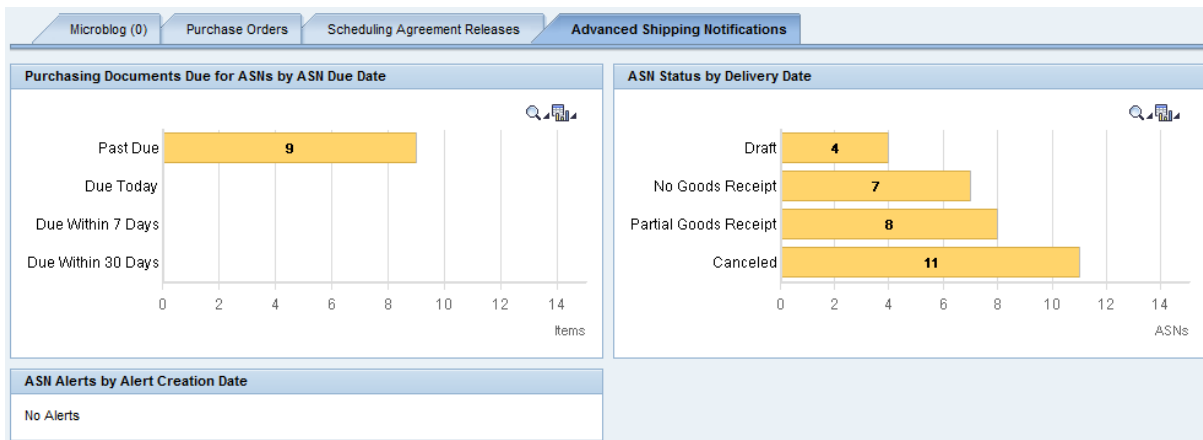 Microblog (0) Purchase Orders Scheduling Agreement Releases Advanced Shipping Notifications
Purchasing Documents Due for ASNs by ASN Due Date
Past Due 9
Due Today
Due Within 7 Days
Due Within 30 Days
0 2 4 6 8 10 12 14
Items
ASN Status by Delivery Date
Draft 4
No Goods Receipt 7
Partial Goods Receipt 8
Canceled 11
0 2 4 6 8 10 12 14
ASNs
ASN Alerts by Alert Creation Date
No Alerts